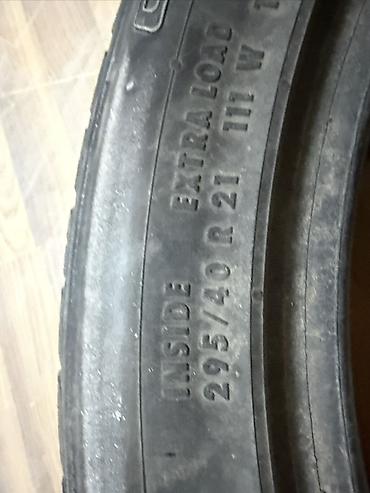 INSIDE EXTRA LOAD
295/40 R 21 111 W